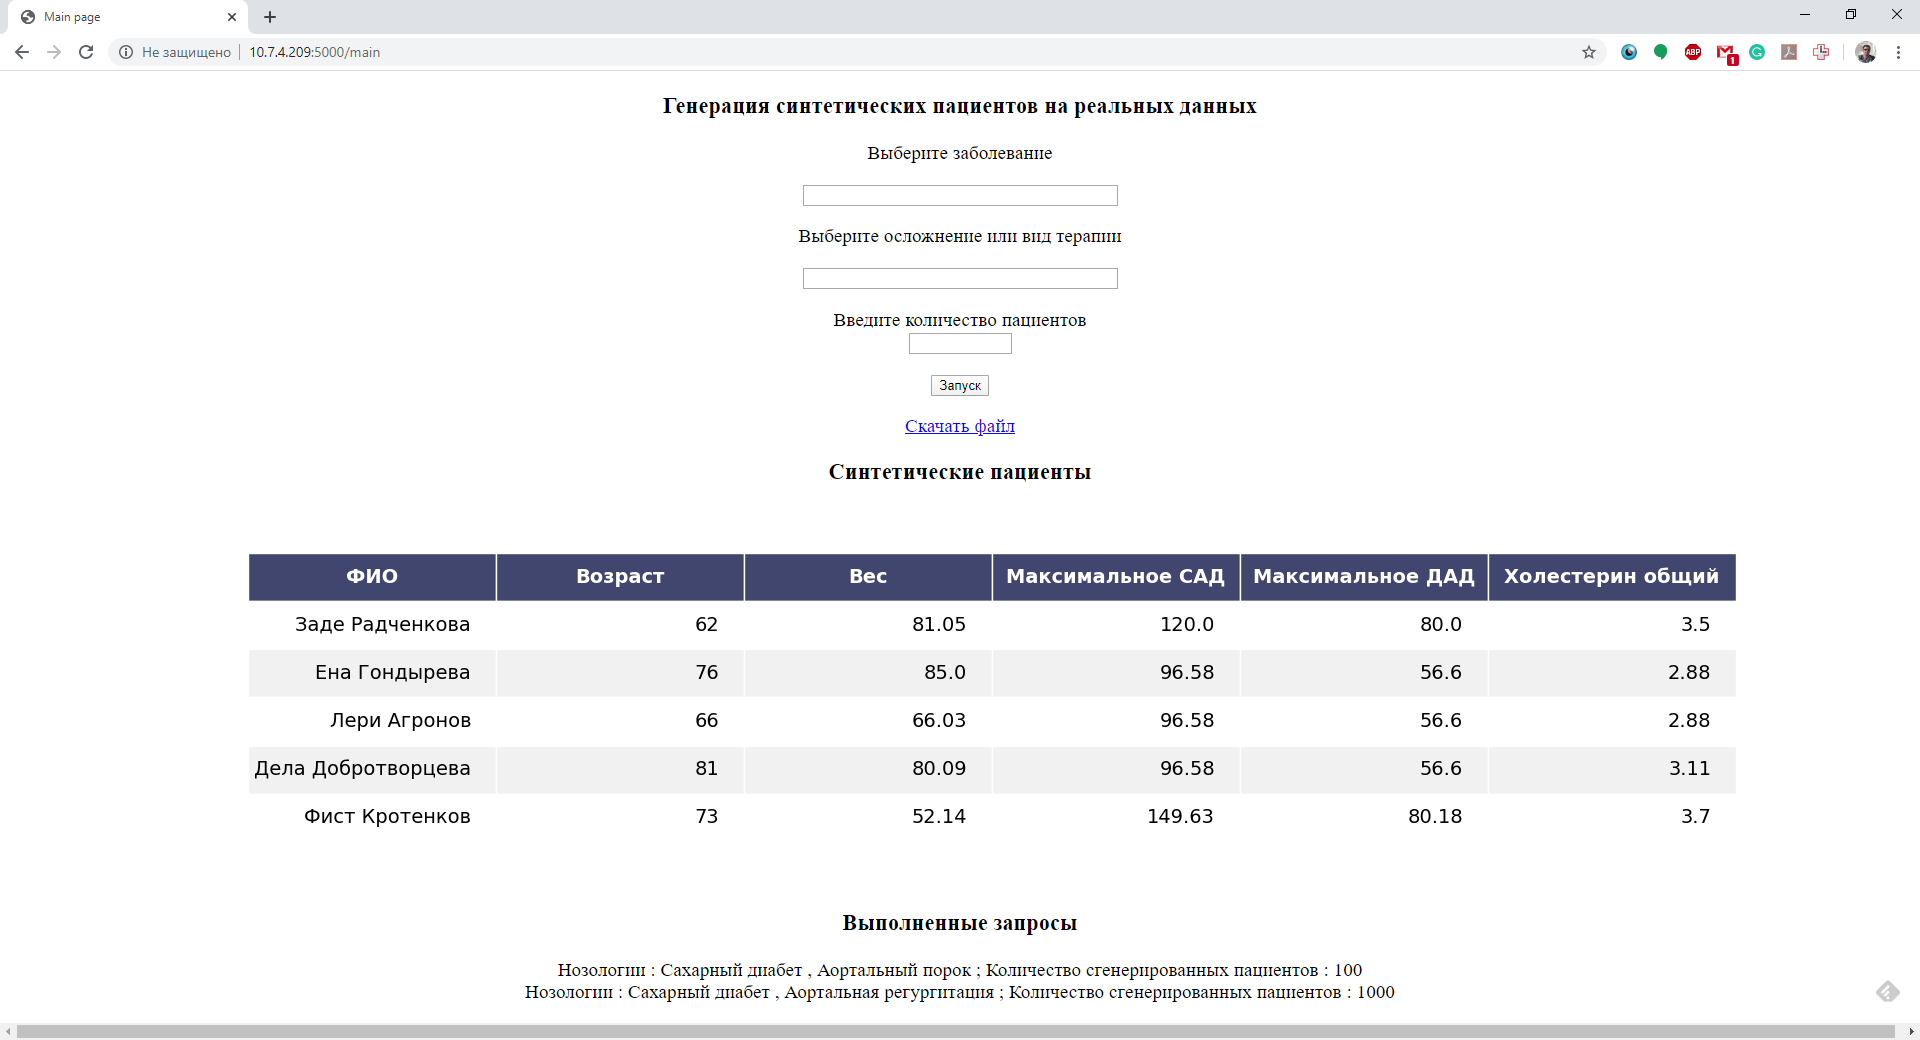 Main page
Не защищено 10.7.4.209:5000/main
ABP
1
Генерация синтетических пациентов на реальных данных
Выберите заболевание
Выберите осложнение или вид терапии
Введите количество пациентов
Запуск
Скачать файл
Синтетические пациенты
ФИО Возраст Вес Максимальное САД Максимальное ДАД Холестерин общий
Заде Радченкова 62 81.05 120.0 80.0 3.5
Ена Гондырева 76 85.0 96.58 56.6 2.88
Лери Агронов 66 66.03 96.58 56.6 2.88
Дела Добротворцева 81 80.09 96.58 56.6 3.11
Фист Кротенков 73 52.14 149.63 80.18 3.7
Выполненные запросы
Нозологии : Сахарный диабет , Аортальный порок ; Количество сгенерированных пациентов : 100
Нозологии : Сахарный диабет , Аортальная регургитация ; Количество сгенерированных пациентов : 1000